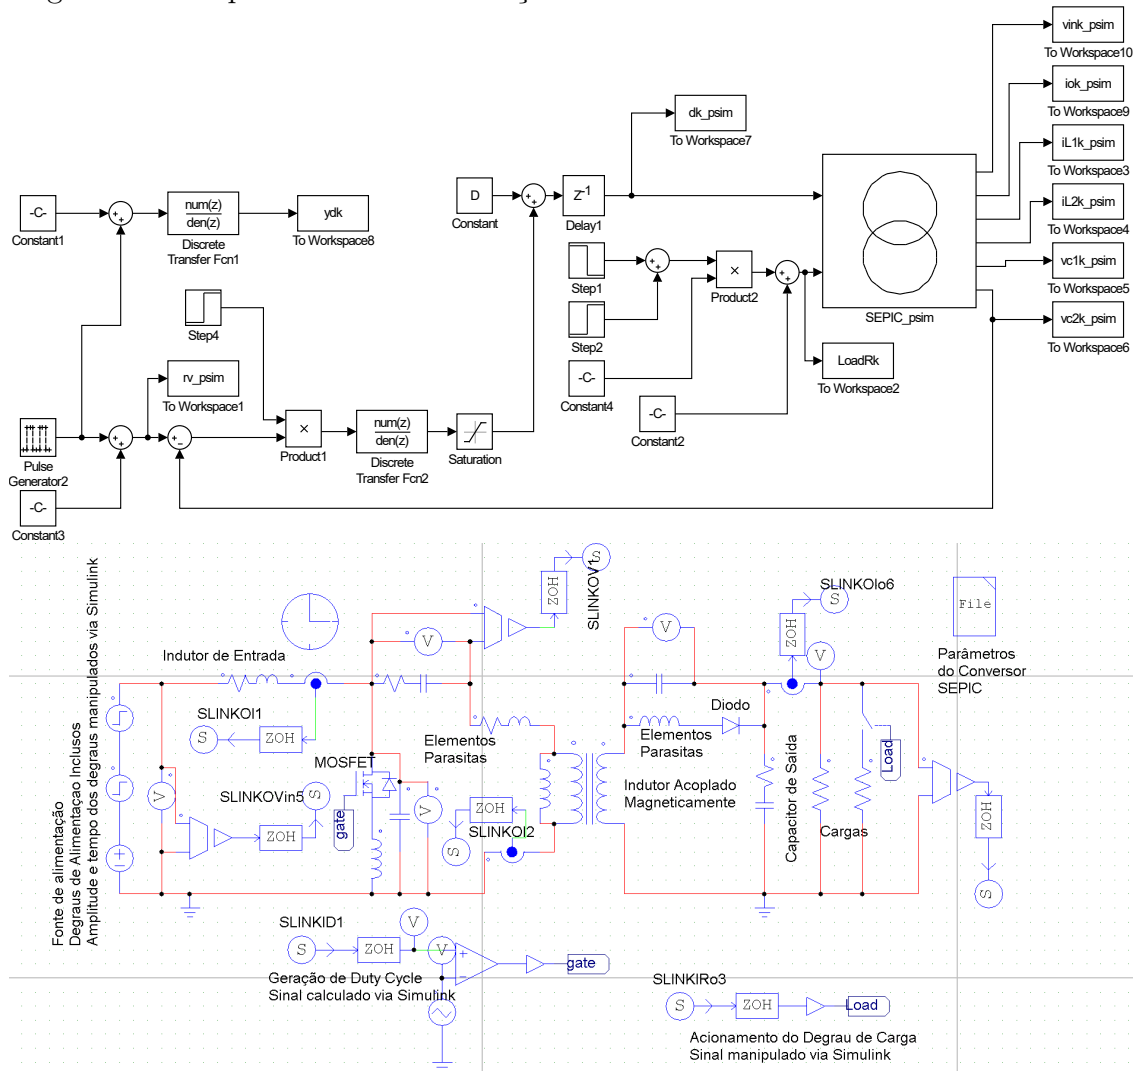 vink_psim
To Workspace10
iok_psim
To Workspace9
dk_psim
To Workspace7
iL1k_psim
To Workspace3
-C-
Constant1
num(z)
den(z)
Discrete
Transfer Fcn1
ydk
To Workspace8
D
Constant
Z-1
Delay1
iL2k_psim
To Workspace4
Step1
×
Product2
vc1k_psim
To Workspace5
Step4
Step2
SEPIC_psim
vc2k_psim
To Workspace6
rv_psim
To Workspace1
-C-
Constant4
LoadRk
To Workspace2
-C-
Constant2
Pulse
Generator2
×
Product1
num(z)
den(z)
Discrete
Transfer Fcn2
Saturation
-C-
Constant3
S
ZOH
SLINKOV1
SLINKOIo6
S
ZOH
V
File
Parâmetros
do Conversor
SEPIC
Indutor de Entrada
V
V
SLINKOI1
S
ZOH
MOSFET
gate
Elementos
Parasitas
Elementos
Parasitas
Diodo
Indutor Acoplado
Magneticamente
Capacitor de Saída
Cargas
Load
V
SLINKOVin5
S
ZOH
V
ZOH
SLINKOI2
S
ZOH
S
Fonte de alimentação
Degraus de Alimentação Inclusos
Amplitude e tempo dos degraus manipulados via Simulink
SLINKID1
S
ZOH
V
V
gate
Geração de Duty Cycle
Sinal calculado via Simulink
SLINKIRo3
S
ZOH
Load
Acionamento do Degrau de Carga
Sinal manipulado via Simulink